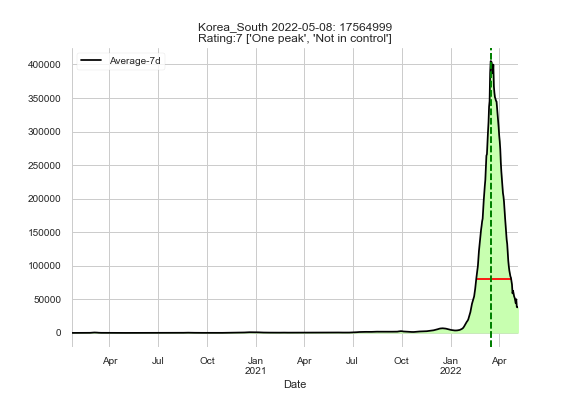 Korea_South 2022-05-08: 17564999
Rating:7 ['One peak', 'Not in control']
Average-7d
400000
350000
300000
250000
200000
150000
100000
50000
0
Apr Jul Oct Jan Apr Jul Oct Jan Apr
2021 2022
Date